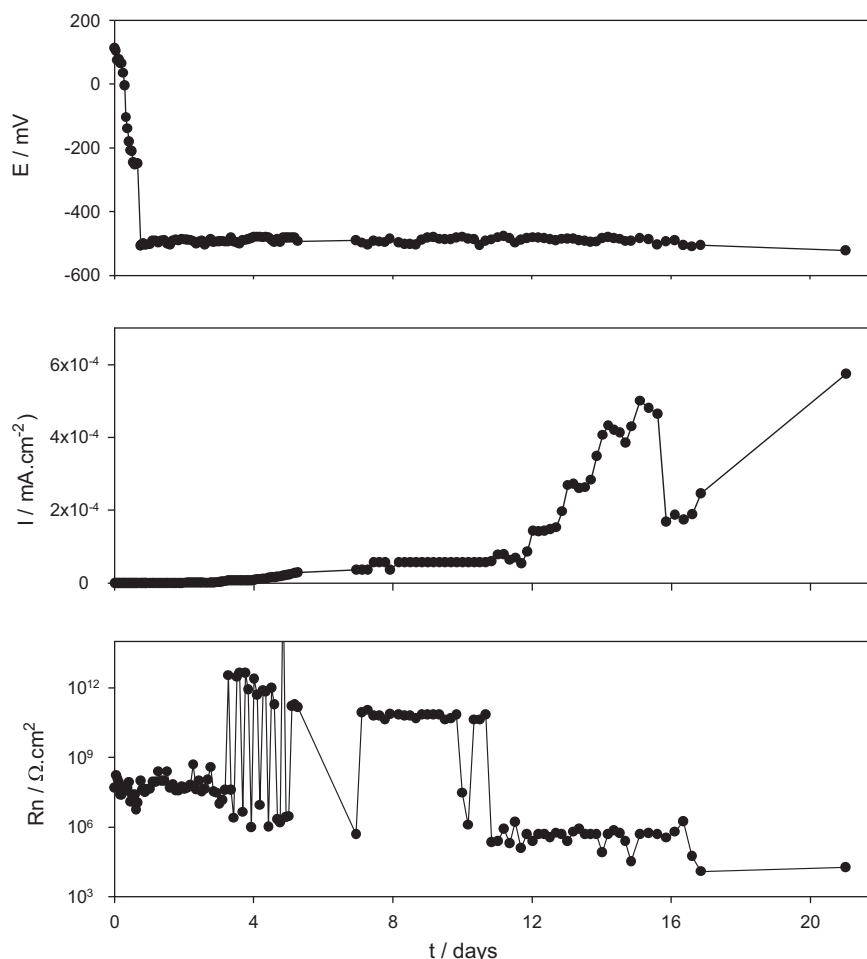 200
0
-200
-400
-600
E / mV
6x10⁻⁴
4x10⁻⁴
2x10⁻⁴
0
I / mA.cm⁻²)
10¹²
10⁹
10⁶
10³
Rn / Ω.cm²
0 4 8 12 16 20
t / days